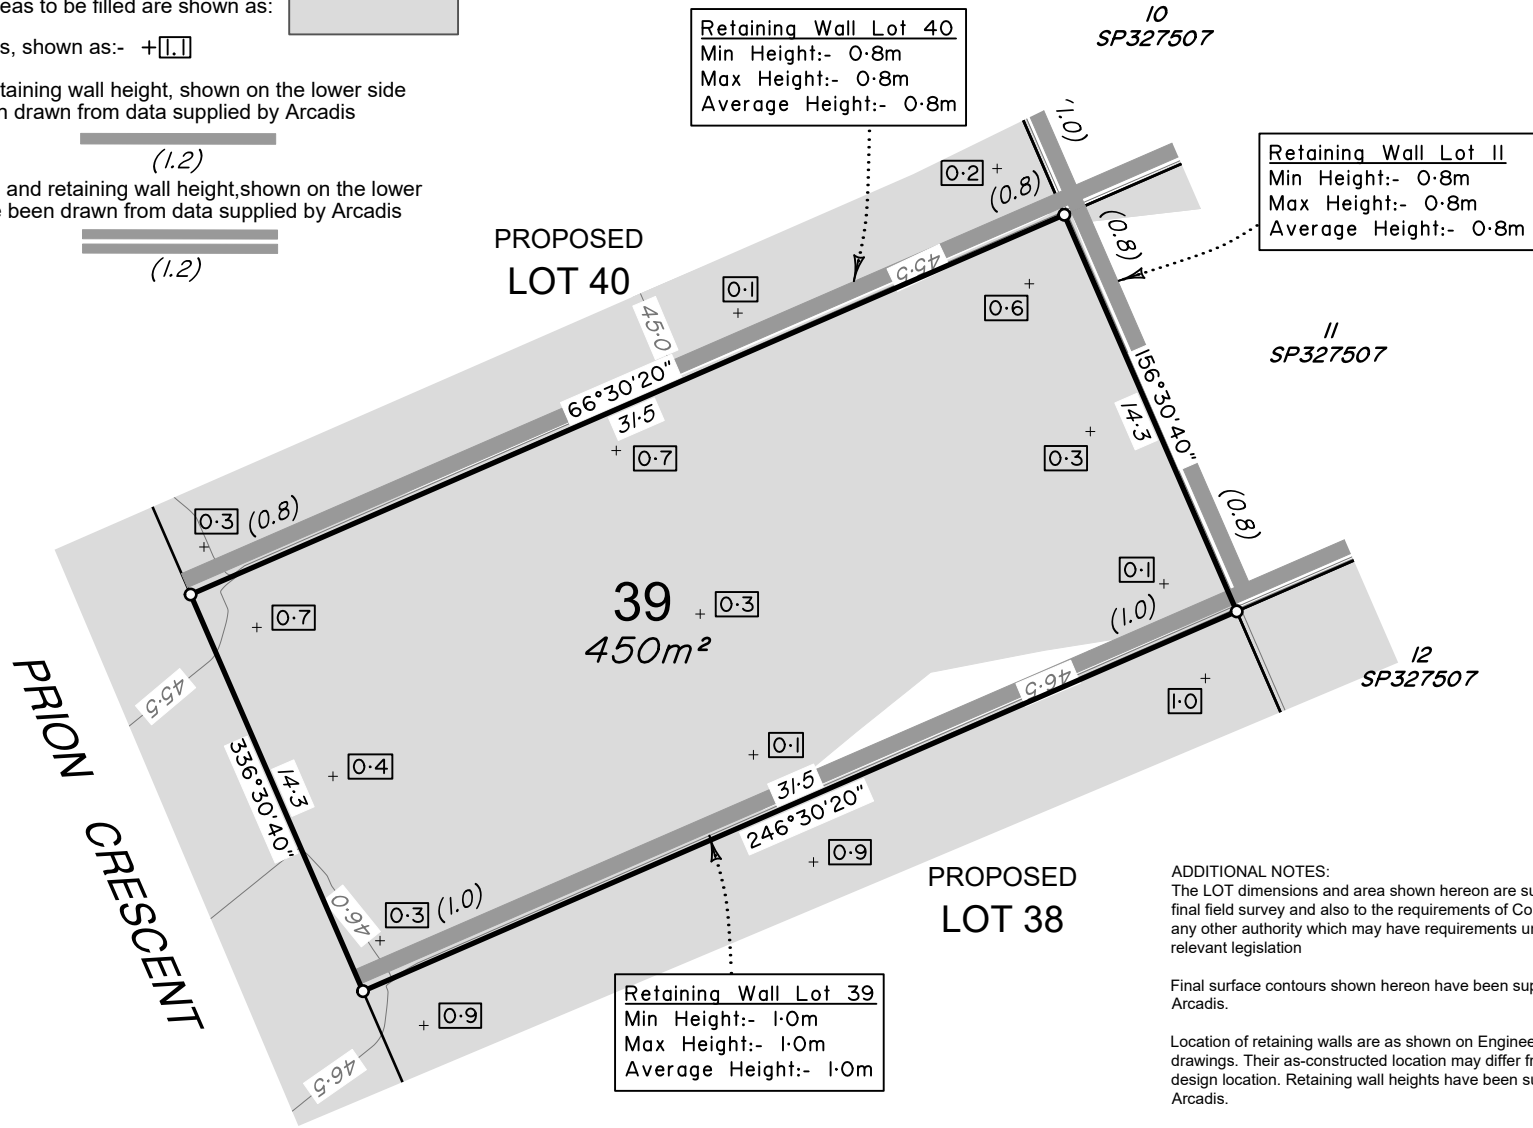 eas to be filled are shown as:
s, shown as:- +1.1
taining wall height, shown on the lower side
n drawn from data supplied by Arcadis
(1.2)
and retaining wall height,shown on the lower
e been drawn from data supplied by Arcadis
(1.2)
Retaining Wall Lot 40
Min Height:- 0·8m
Max Height:- 0·8m
Average Height:- 0·8m
10
SP327507
(1.0)
Retaining Wall Lot 11
Min Height:- 0·8m
Max Height:- 0·8m
Average Height:- 0·8m
0·2
(0.8)
(0.8)
PROPOSED
LOT 40
45·5
0·1
0·6
45·0
11
SP327507
66°30'20"
31·5
156°30'40"
14·3
0·7
0·3
0·3
(0.8)
(0.8)
0·1
(1.0)
39
450m²
0·3
0·7
12
SP327507
46·5
1·0
45·5
PRION CRESCENT
336°30'40"
14·3
0·4
0·1
31·5
246°30'20"
0·9
PROPOSED
LOT 38
46·0
0·3
(1.0)
0·9
46·5
Retaining Wall Lot 39
Min Height:- 1·0m
Max Height:- 1·0m
Average Height:- 1·0m
ADDITIONAL NOTES:
The LOT dimensions and area shown hereon are su
final field survey and also to the requirements of Co
any other authority which may have requirements u
relevant legislation
Final surface contours shown hereon have been sup
Arcadis.
Location of retaining walls are as shown on Enginee
drawings. Their as-constructed location may differ f
design location. Retaining wall heights have been su
Arcadis.